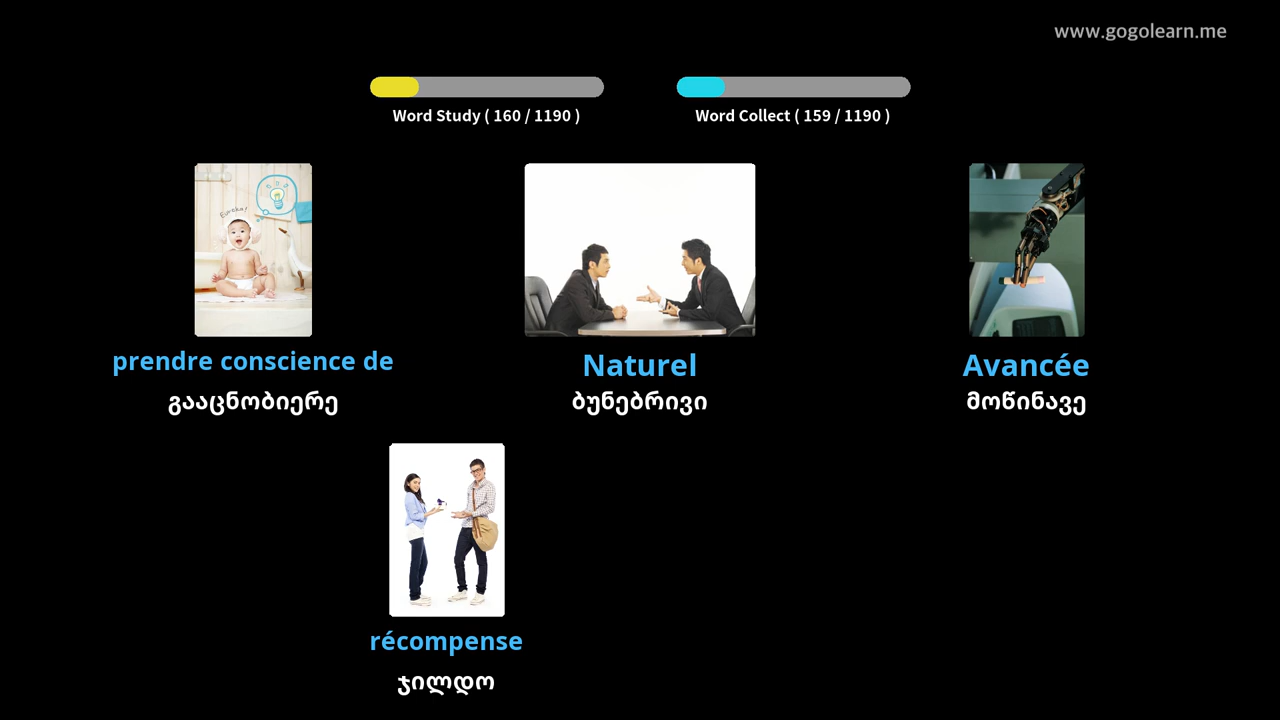 www.gogolearn.me
Word Study ( 160 / 1190 )
Word Collect ( 159 / 1190 )
Eureka!
prendre conscience de
Naturel
Avancée
გააცნობიერე
ბუნებრივი
მოწინავე
récompense
ჯილდო